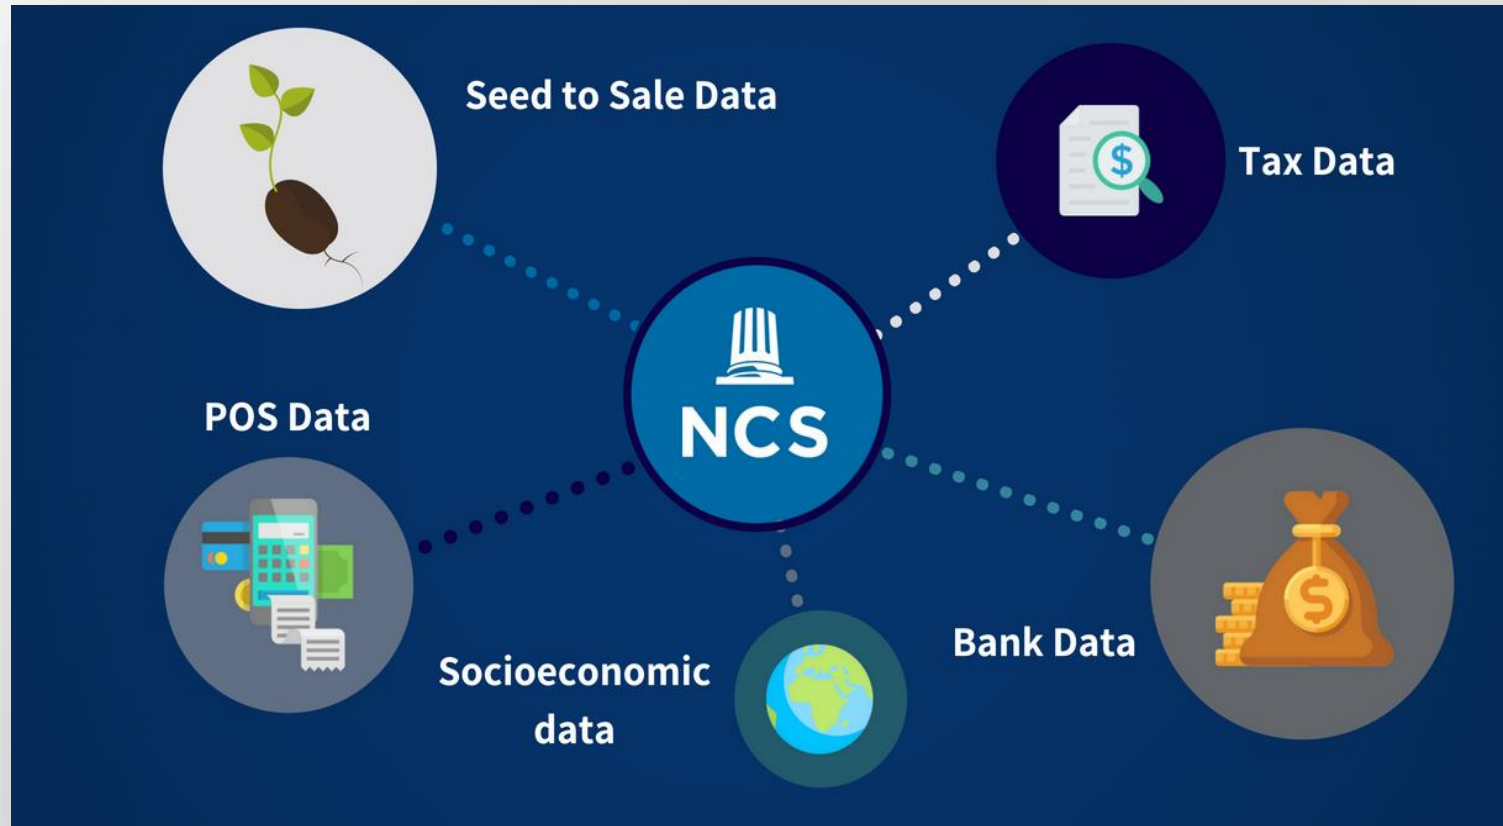 Seed to Sale Data
$
Tax Data
NCS
POS Data
Socioeconomic
data
Bank Data
$